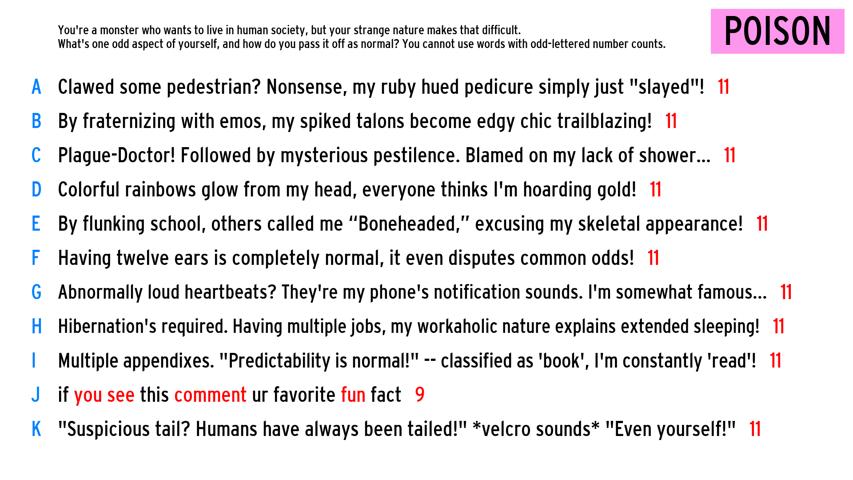 You're a monster who wants to live in human society, but your strange nature makes that difficult.
What's one odd aspect of yourself, and how do you pass it off as normal? You cannot use words with odd-lettered number counts.
POISON
A Clawed some pedestrian? Nonsense, my ruby hued pedicure simply just "slayed"! 11
B By fraternizing with emos, my spiked talons become edgy chic trailblazing! 11
C Plague-Doctor! Followed by mysterious pestilence. Blamed on my lack of shower... 11
D Colorful rainbows glow from my head, everyone thinks I'm hoarding gold! 11
E By flunking school, others called me “Boneheaded,” excusing my skeletal appearance! 11
F Having twelve ears is completely normal, it even disputes common odds! 11
G Abnormally loud heartbeats? They're my phone's notification sounds. I'm somewhat famous... 11
H Hibernation's required. Having multiple jobs, my workaholic nature explains extended sleeping! 11
I Multiple appendixes. "Predictability is normal!" -- classified as 'book', I'm constantly 'read'! 11
J if you see this comment ur favorite fun fact 9
K "Suspicious tail? Humans have always been tailed!" *velcro sounds* "Even yourself!" 11